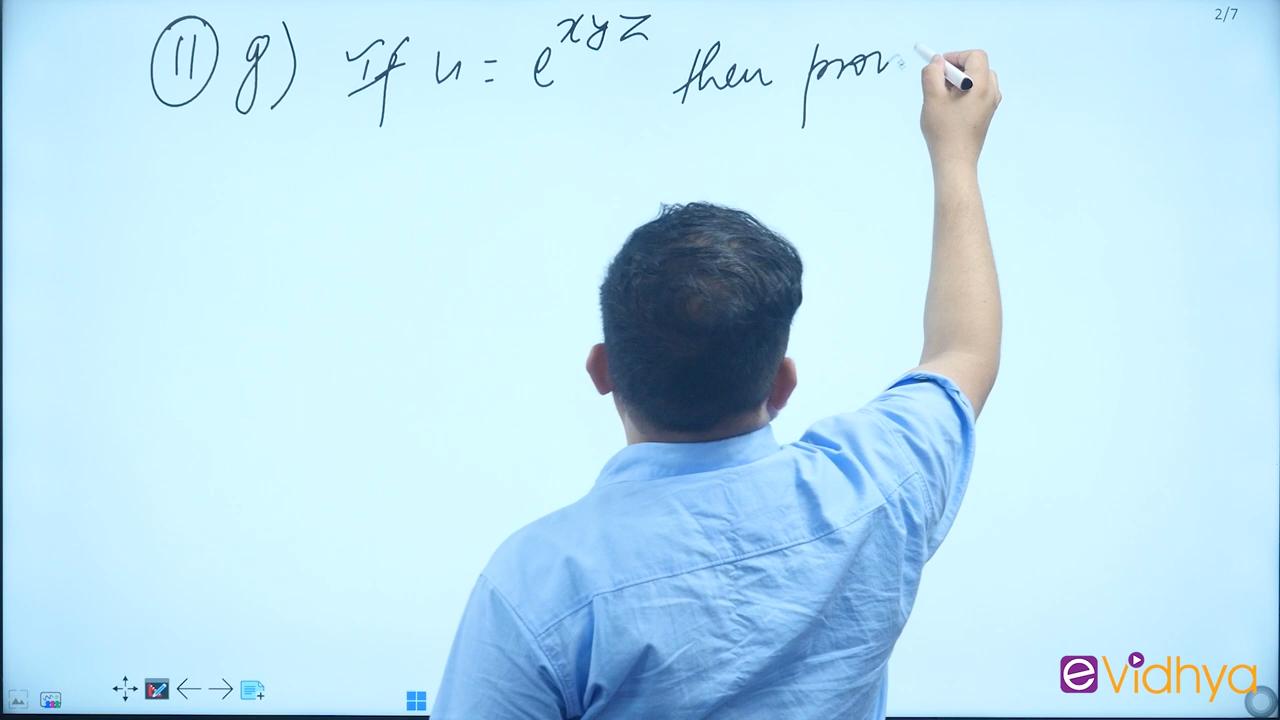 2/7
11 g) If u = e^xyz then prov
eVidhya